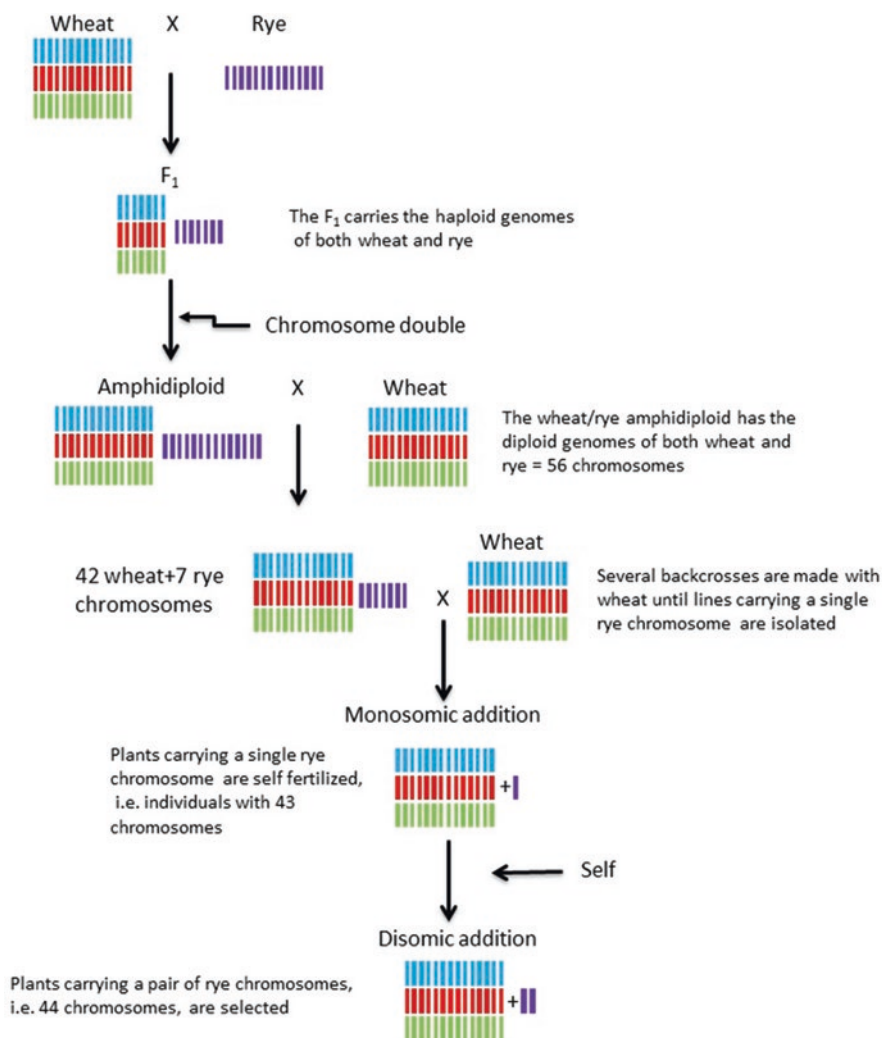 Wheat X Rye
F₁
The F₁ carries the haploid genomes
of both wheat and rye
Chromosome double
Amphidiploid X Wheat
The wheat/rye amphidiploid has the
diploid genomes of both wheat and
rye = 56 chromosomes
Wheat
42 wheat+7 rye
chromosomes
X
Several backcrosses are made with
wheat until lines carrying a single
rye chromosome are isolated
Monosomic addition
Plants carrying a single rye
chromosome are self fertilized,
i.e. individuals with 43
chromosomes
+
Self
Disomic addition
Plants carrying a pair of rye chromosomes,
i.e. 44 chromosomes, are selected
+